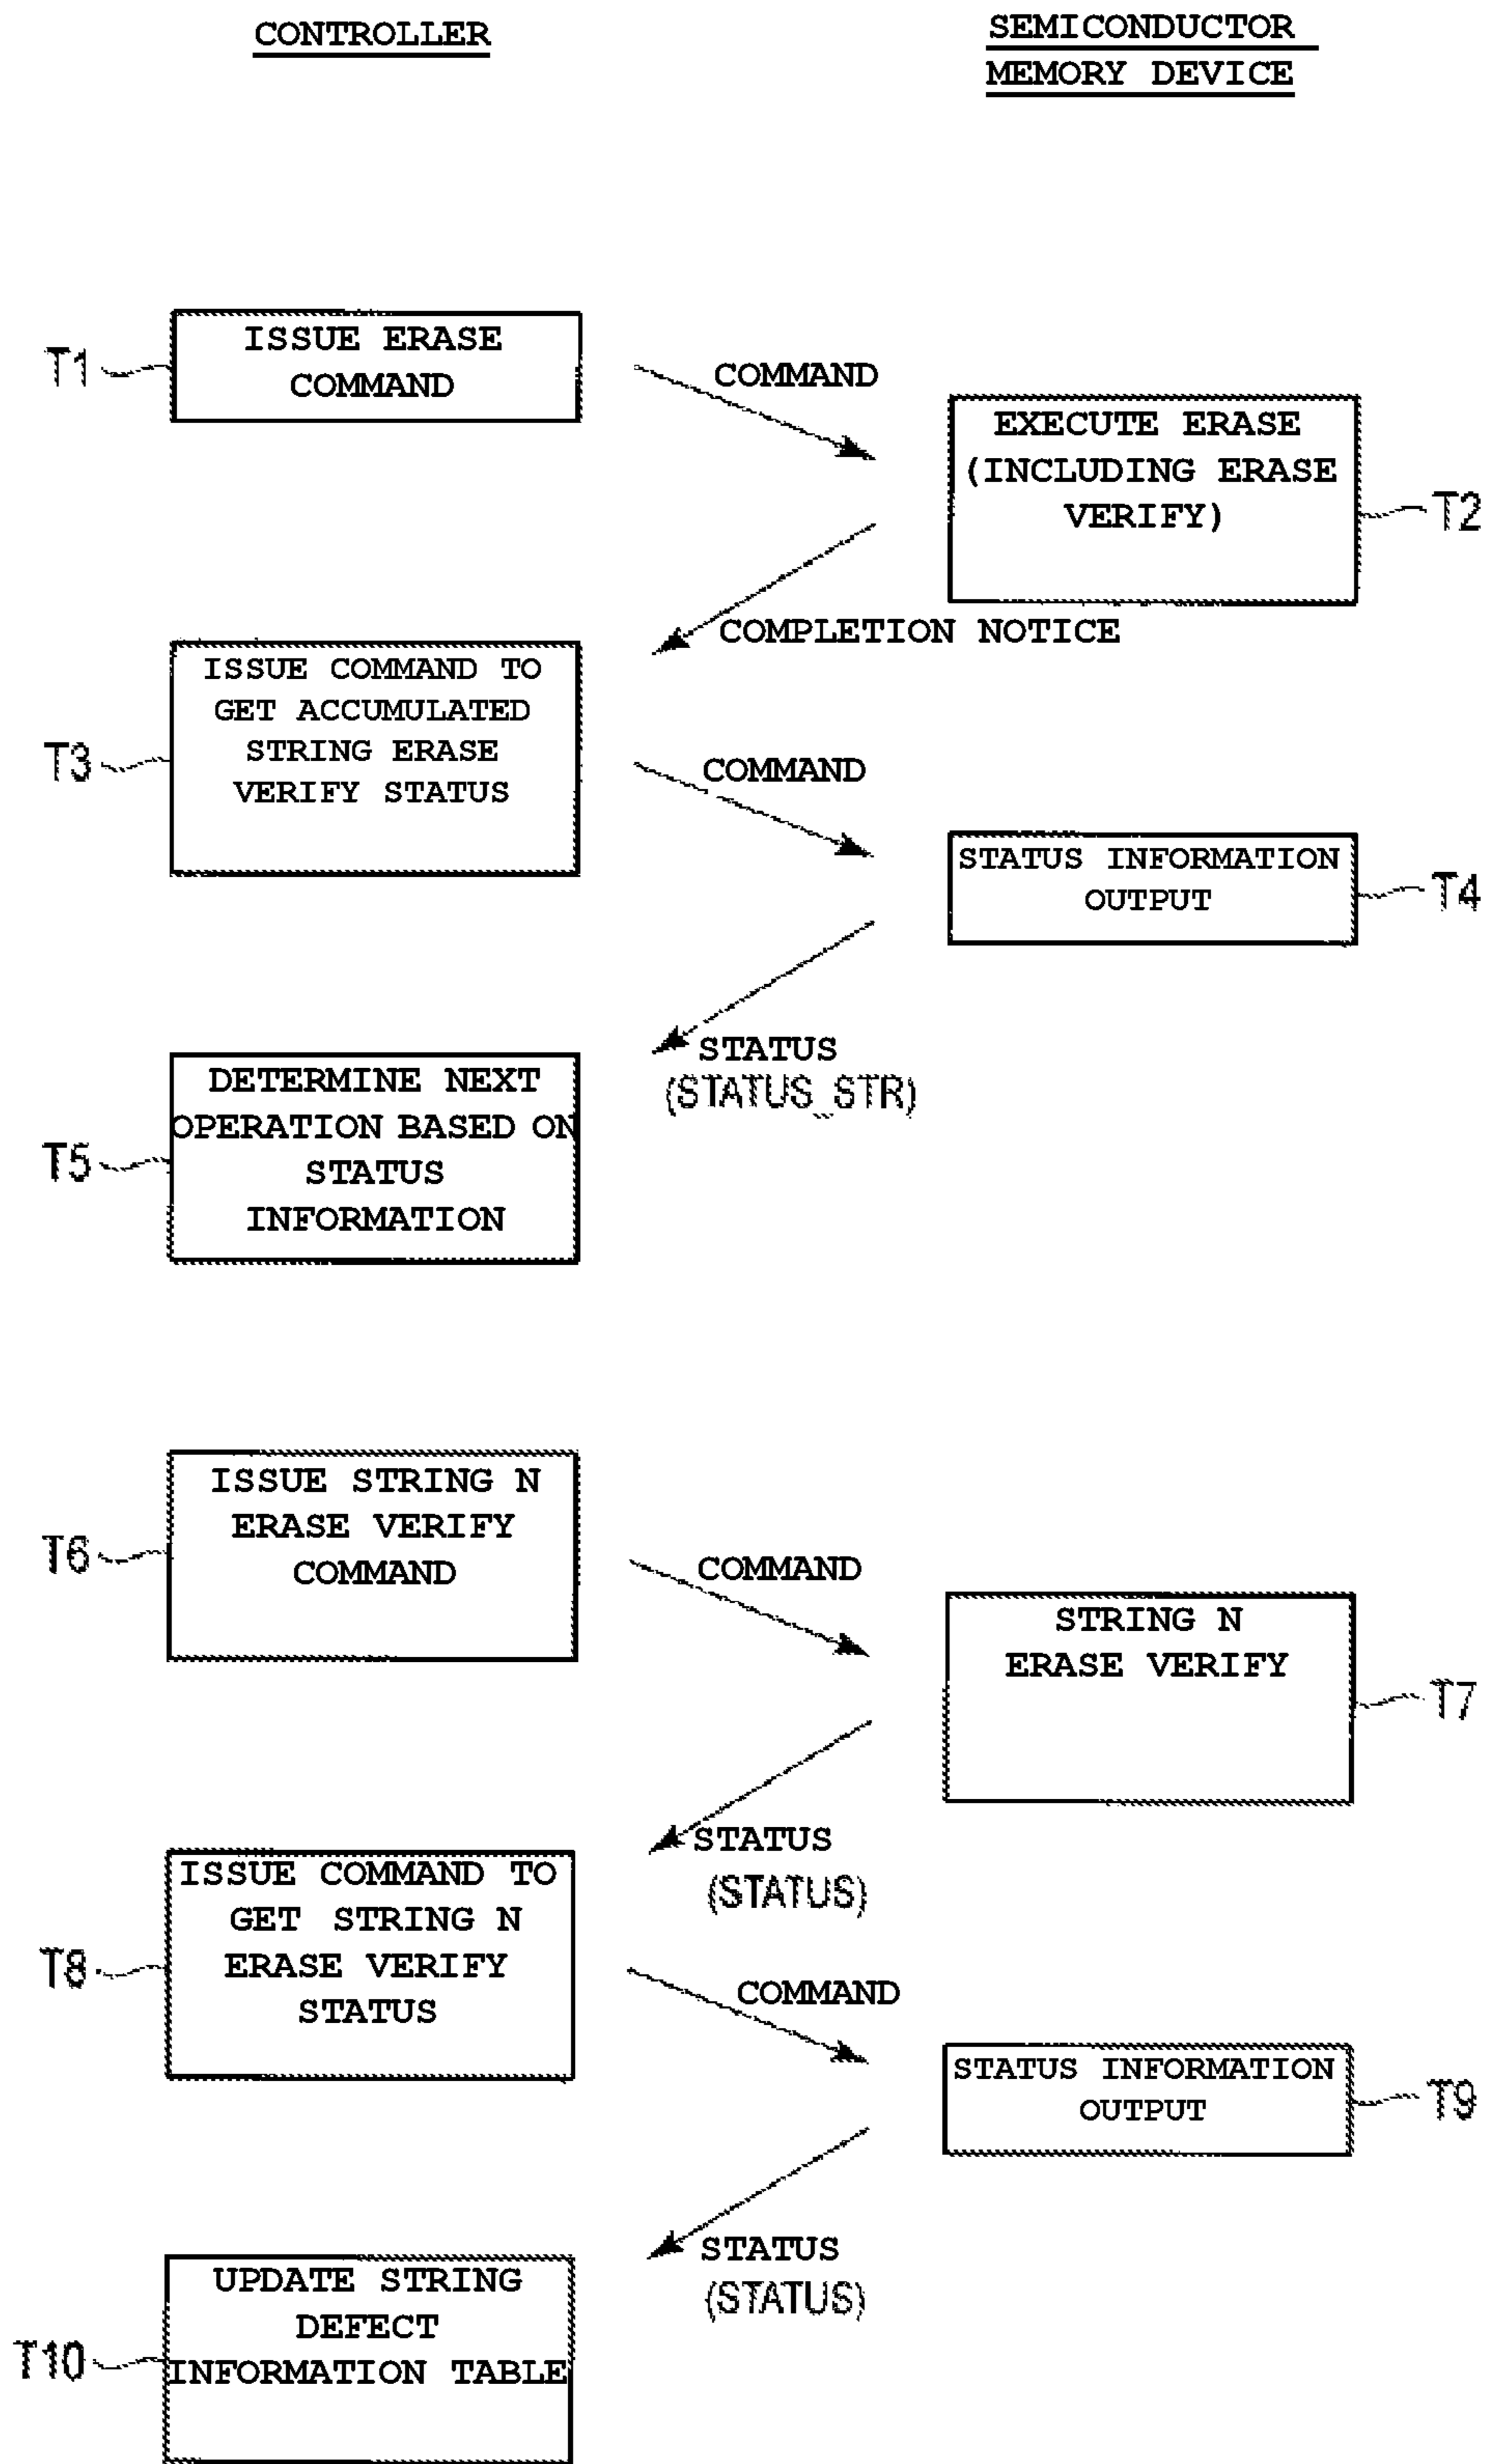 CONTROLLER
SEMICONDUCTOR
MEMORY DEVICE
T1
ISSUE ERASE
COMMAND
COMMAND
EXECUTE ERASE
(INCLUDING ERASE
VERIFY)
T2
COMPLETION NOTICE
T3
ISSUE COMMAND TO
GET ACCUMULATED
STRING ERASE
VERIFY STATUS
COMMAND
STATUS INFORMATION
OUTPUT
T4
STATUS
(STATUS_STR)
T5
DETERMINE NEXT
OPERATION BASED ON
STATUS
INFORMATION
T6
ISSUE STRING N
ERASE VERIFY
COMMAND
COMMAND
STRING N
ERASE VERIFY
T7
STATUS
(STATUS)
T8
ISSUE COMMAND TO
GET STRING N
ERASE VERIFY
STATUS
COMMAND
STATUS INFORMATION
OUTPUT
T9
STATUS
(STATUS)
T10
UPDATE STRING
DEFECT
INFORMATION TABLE